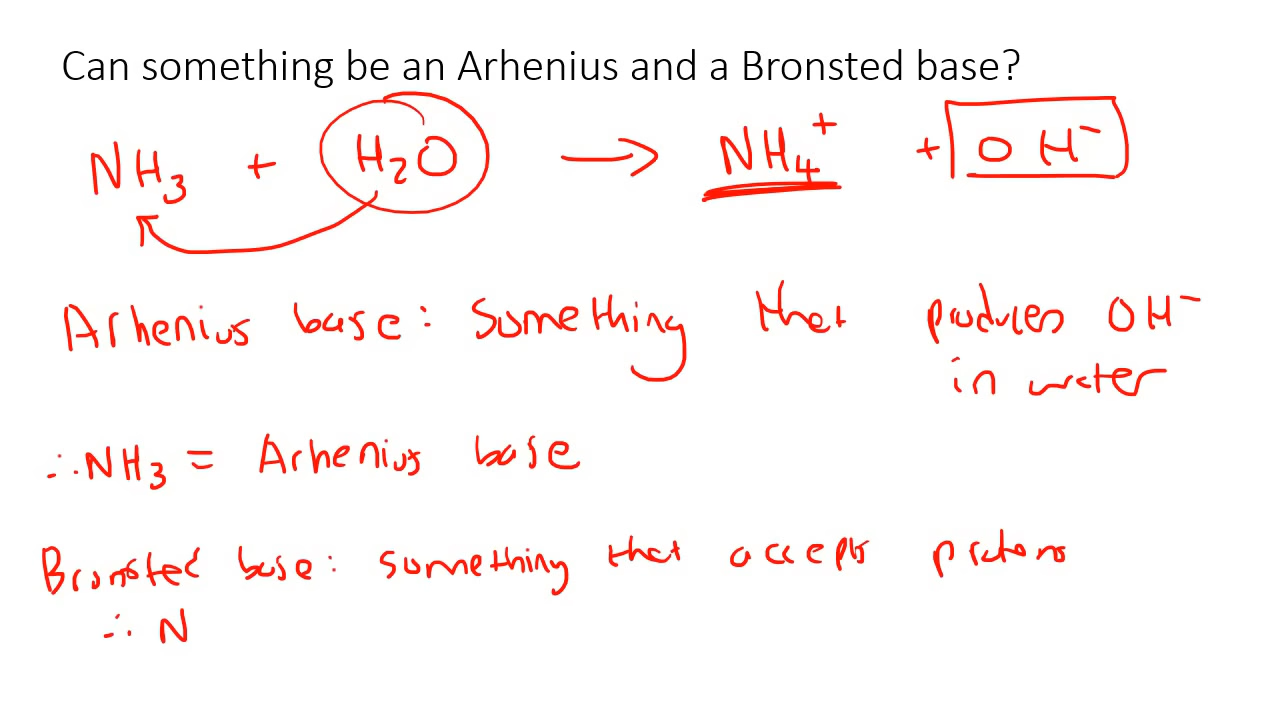 Can something be an Arhenius and a Bronsted base?
NH₃ + H₂O → NH₄⁺ + OH⁻
Arhenius base: Something that produces OH⁻
in water
∴ NH₃ = Arhenius base
Bronsted base: something that accepts protons
∴ N